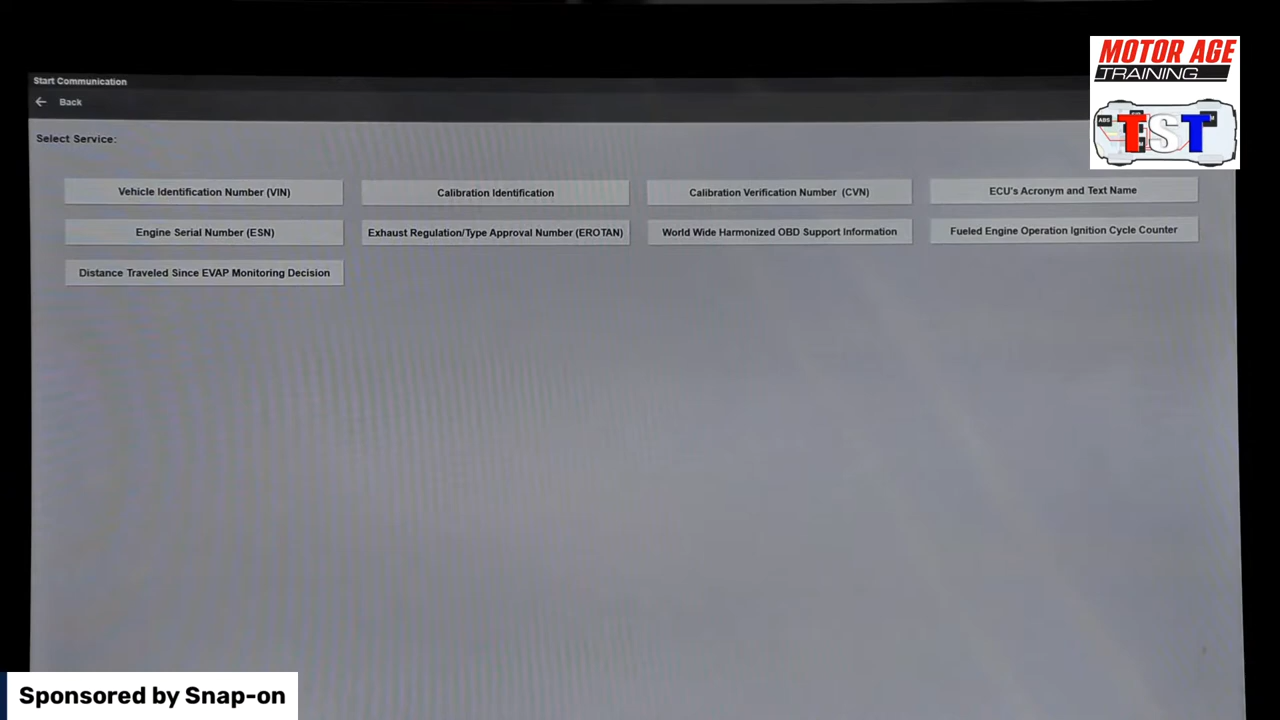 MOTOR AGE
TRAINING
ABS
TST
Start Communication
Back
Select Service:
Vehicle Identification Number (VIN)
Calibration Identification
Calibration Verification Number (CVN)
ECU's Acronym and Text Name
Engine Serial Number (ESN)
Exhaust Regulation/Type Approval Number (EROTAN)
World Wide Harmonized OBD Support Information
Fueled Engine Operation Ignition Cycle Counter
Distance Traveled Since EVAP Monitoring Decision
Sponsored by Snap-on